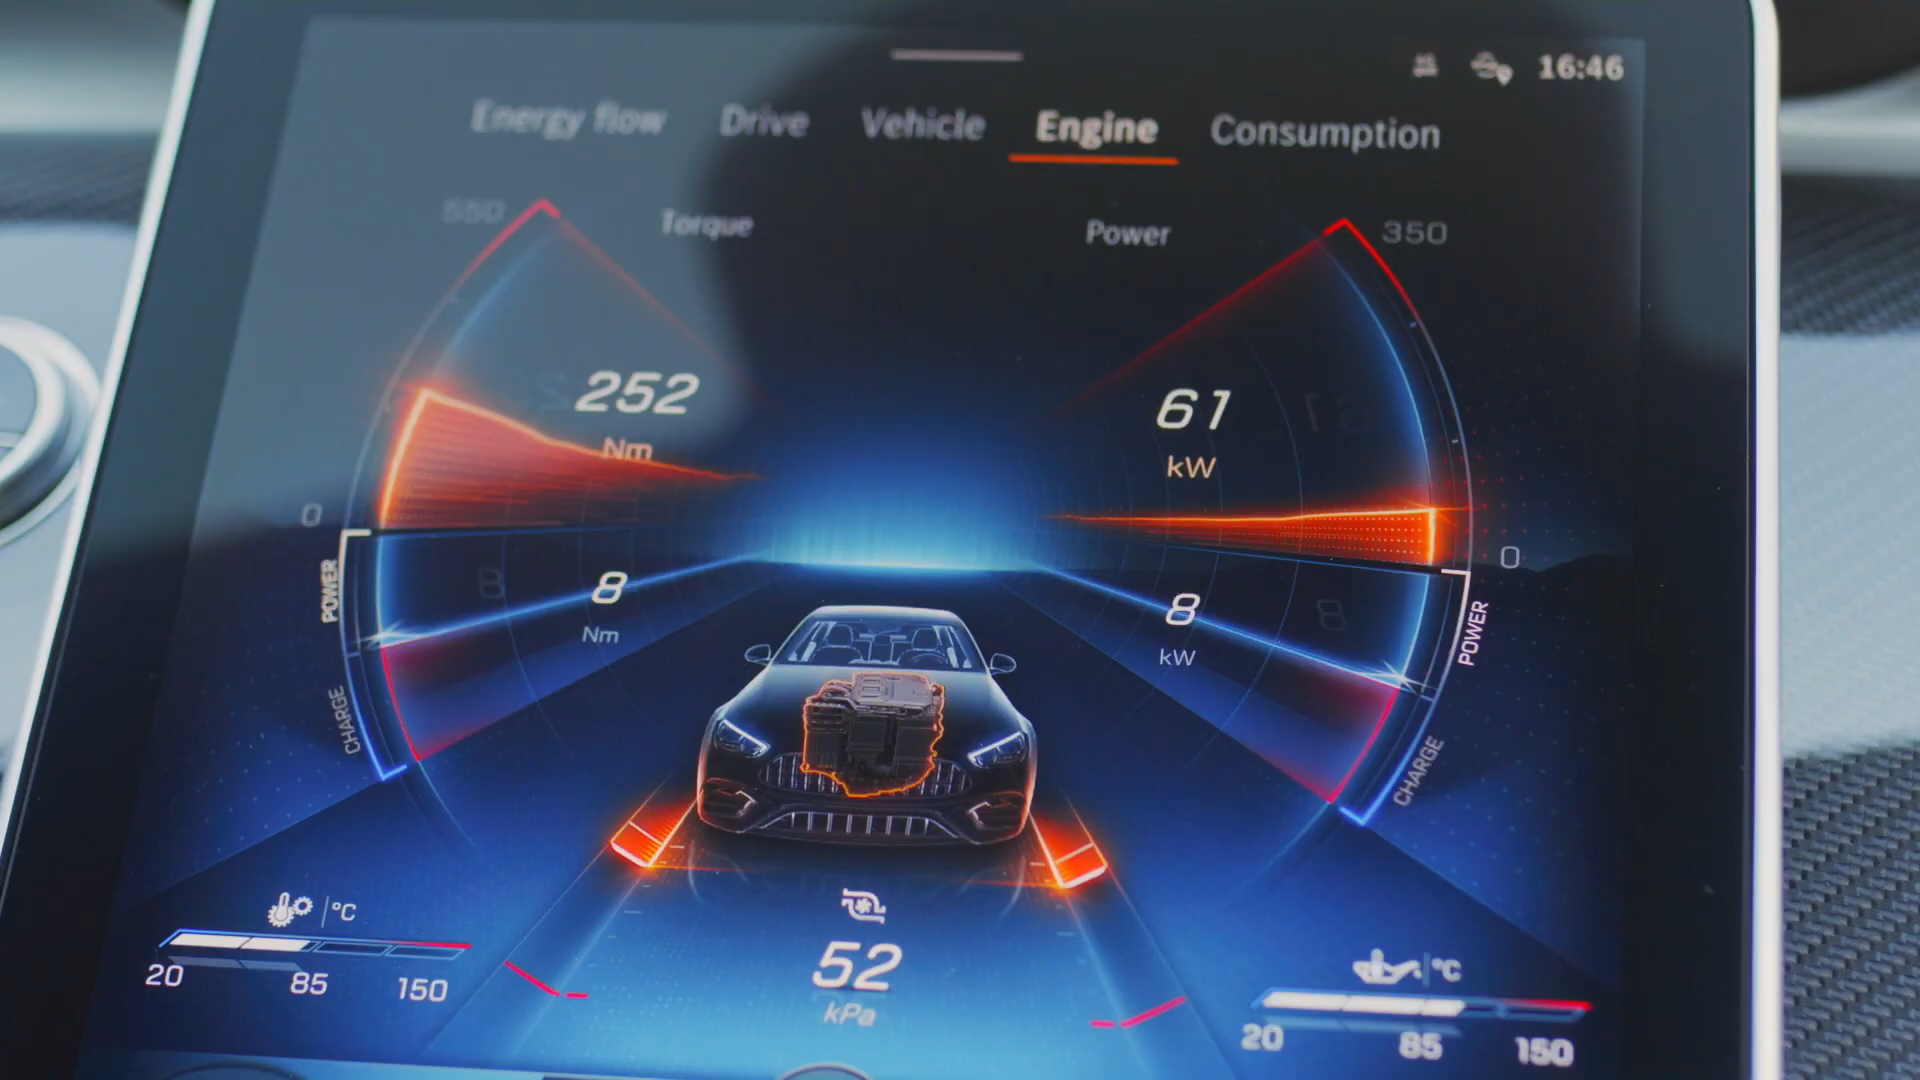 16:46
Energy flow Drive Vehicle Engine Consumption
550 Torque Power 350
252 61
Nm kW
0 0
POWER 8 8 POWER
Nm kW
CHARGE CHARGE
°C
20 85 150
52
kPa
°C
20 85 150